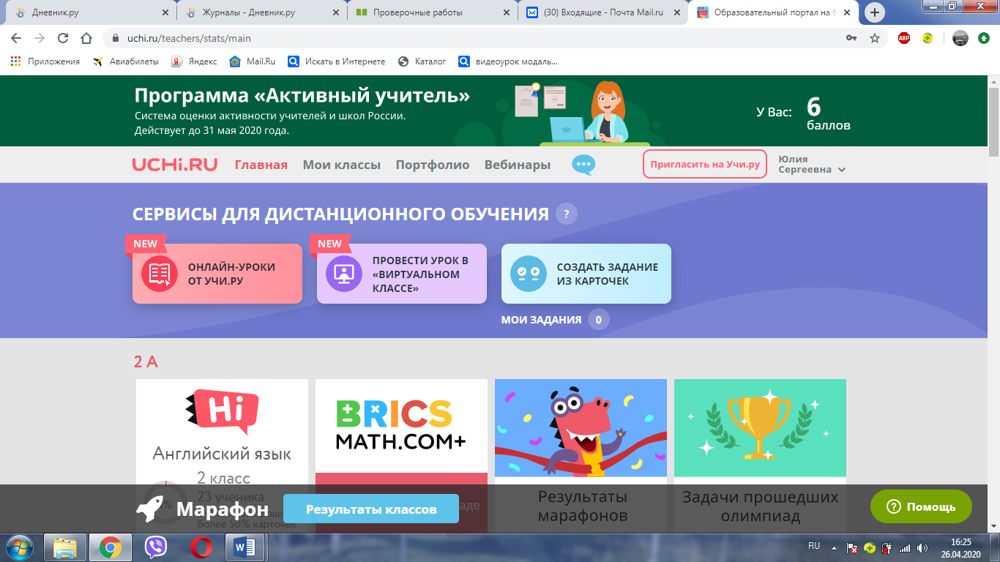 Дневник.ру
Журналы - Дневник.ру
Проверочные работы
(30) Входящие - Почта Mail.ru
Образовательный портал на б
uchi.ru/teachers/stats/main
ABP
Приложения
Авиабилеты
Яндекс
Mail.Ru
Искать в Интернете
Каталог
видеоурок модаль...
Программа «Активный учитель»
Система оценки активности учителей и школ России.
Действует до 31 мая 2020 года.
У Вас:
6
баллов
UCHi.RU
Главная
Мои классы
Портфолио
Вебинары
Пригласить на Учи.ру
Юлия
Сергеевна
СЕРВИСЫ ДЛЯ ДИСТАНЦИОННОГО ОБУЧЕНИЯ
?
NEW
ОНЛАЙН-УРОКИ
ОТ УЧИ.РУ
NEW
ПРОВЕСТИ УРОК В
«ВИРТУАЛЬНОМ
КЛАССЕ»
СОЗДАТЬ ЗАДАНИЕ
ИЗ КАРТОЧЕК
МОИ ЗАДАНИЯ 0
2 А
Hi
Английский язык
2 класс
23 ученика
более 50% карточек
BRICS
MATH.COM+
Результаты
марафонов
Задачи прошедших
олимпиад
Марафон
Результаты классов
Помощь
RU
16:25
26.04.2020